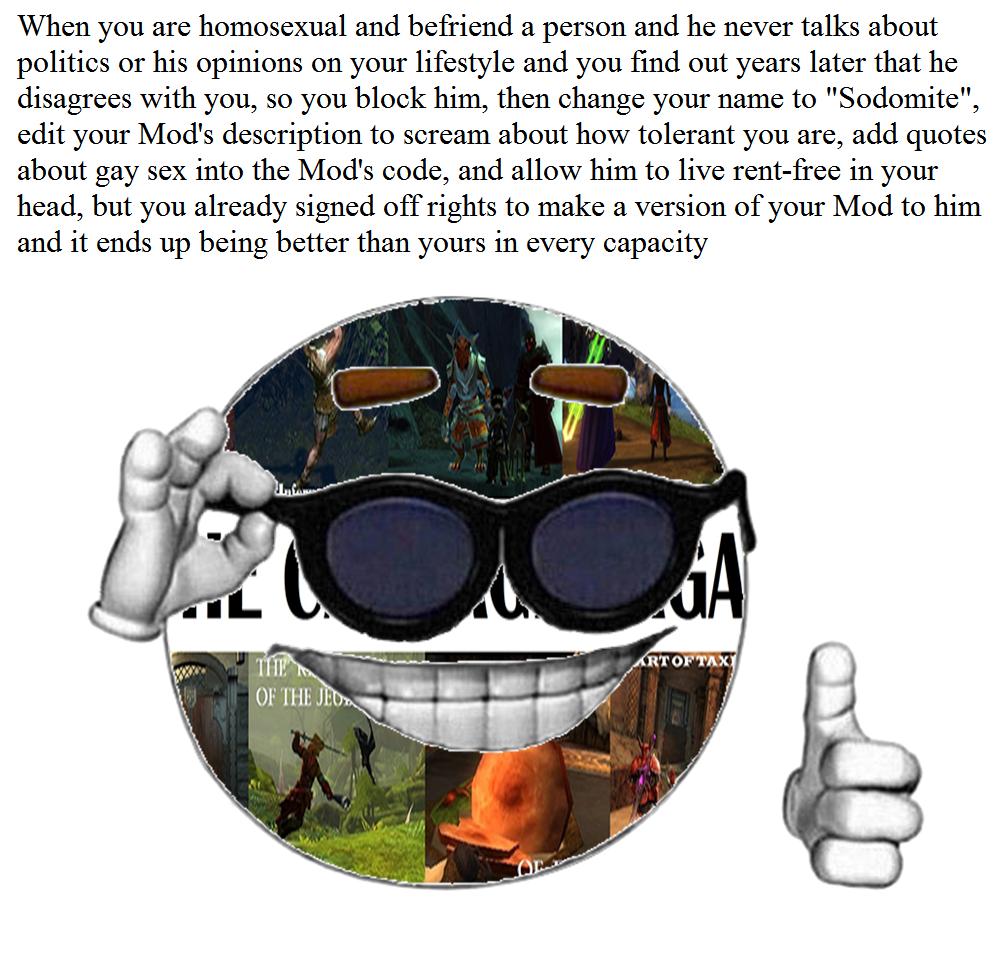 When you are homosexual and befriend a person and he never talks about
politics or his opinions on your lifestyle and you find out years later that he
disagrees with you, so you block him, then change your name to "Sodomite",
edit your Mod's description to scream about how tolerant you are, add quotes
about gay sex into the Mod's code, and allow him to live rent-free in your
head, but you already signed off rights to make a version of your Mod to him
and it ends up being better than yours in every capacity
THE
OF THE
ART OF TAXI
OF